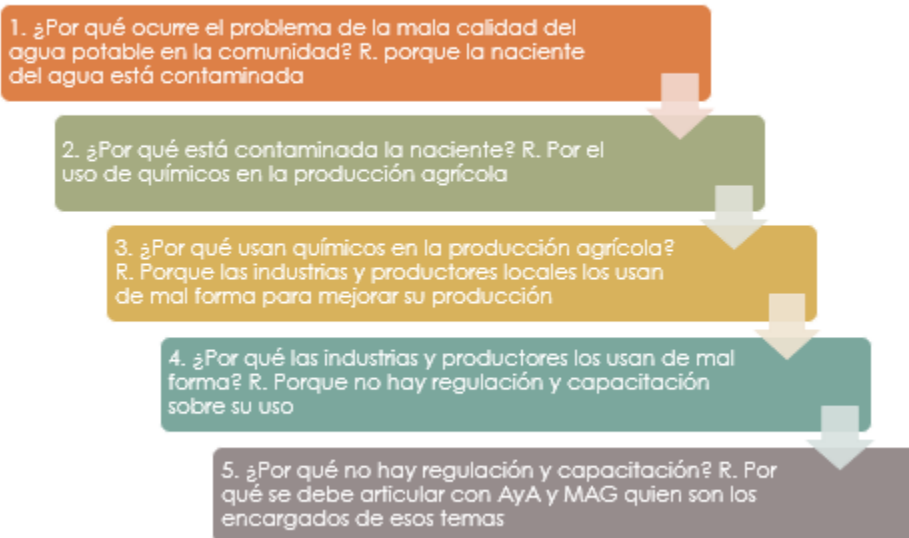 1. ¿Por qué ocurre el problema de la mala calidad del
agua potable en la comunidad? R. porque la naciente
del agua está contaminada
2. ¿Por qué está contaminada la naciente? R. Por el
uso de químicos en la producción agrícola
3. ¿Por qué usan químicos en la producción agrícola?
R. Porque las industrias y productores locales los usan
de mal forma para mejorar su producción
4. ¿Por qué las industrias y productores los usan de mal
forma? R. Porque no hay regulación y capacitación
sobre su uso
5. ¿Por qué no hay regulación y capacitación? R. Por
qué se debe articular con AyA y MAG quien son los
encargados de esos temas